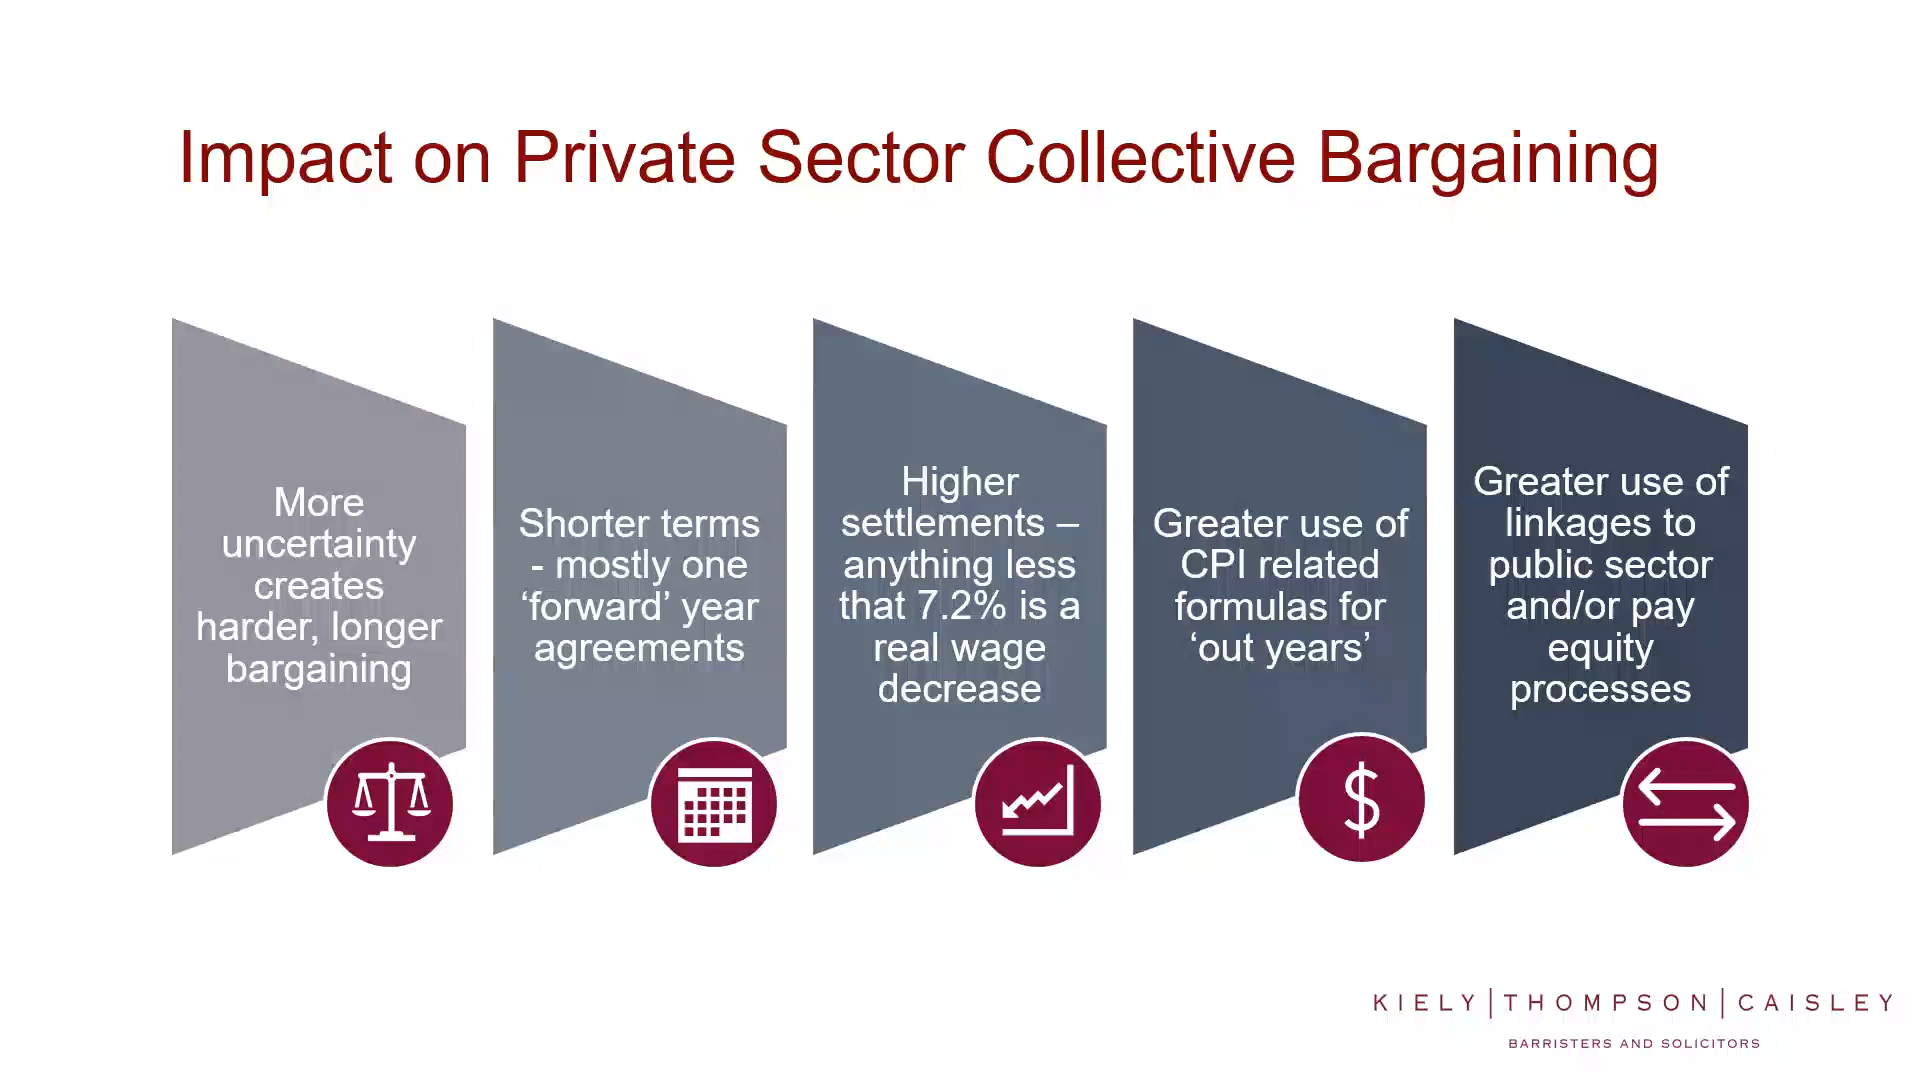 Impact on Private Sector Collective Bargaining
More
uncertainty
creates
harder, longer
bargaining
Shorter terms
- mostly one
‘forward’ year
agreements
Higher
settlements –
anything less
that 7.2% is a
real wage
decrease
Greater use of
CPI related
formulas for
‘out years’
Greater use of
linkages to
public sector
and/or pay
equity
processes
$
KIELY|THOMPSON|CAISLEY
BARRISTERS AND SOLICITORS